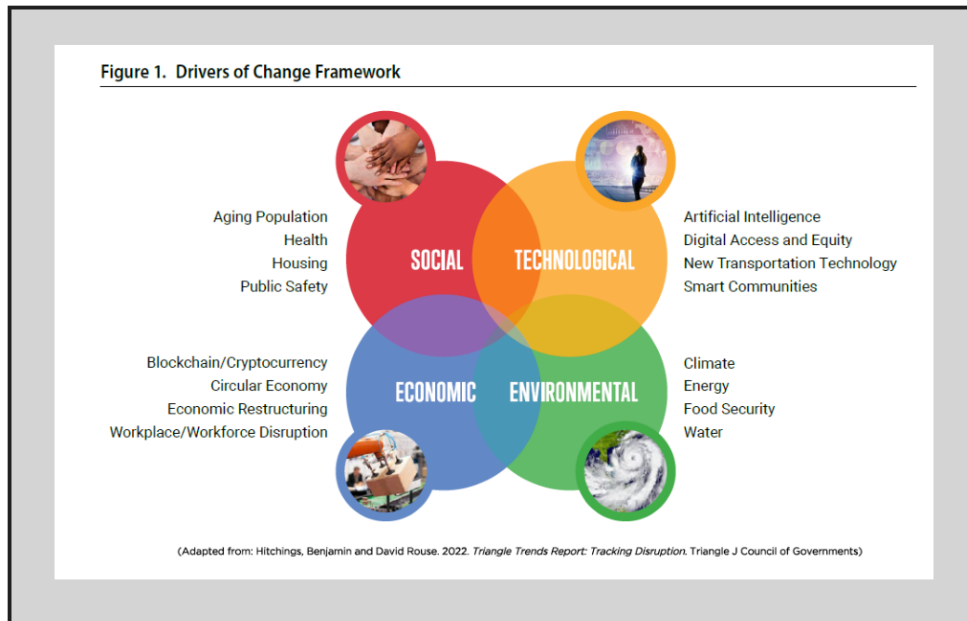 Figure 1. Drivers of Change Framework
Aging Population
Health
Housing
Public Safety
SOCIAL
TECHNOLOGICAL
Artificial Intelligence
Digital Access and Equity
New Transportation Technology
Smart Communities
Blockchain/Cryptocurrency
Circular Economy
Economic Restructuring
Workplace/Workforce Disruption
ECONOMIC
ENVIRONMENTAL
Climate
Energy
Food Security
Water
(Adapted from: Hitchings, Benjamin and David Rouse. 2022. Triangle Trends Report: Tracking Disruption. Triangle J Council of Governments)